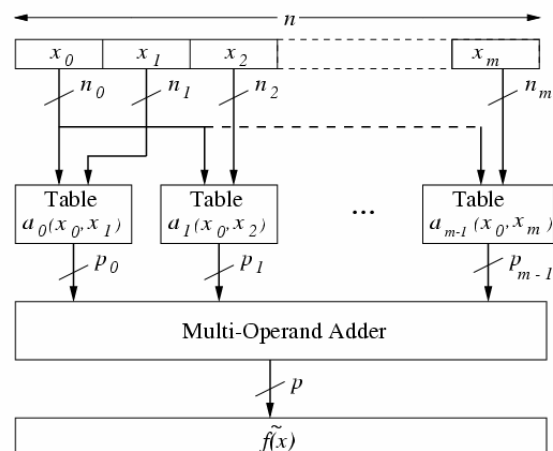 n
x₀ x₁ x₂ xₘ
n₀ n₁ n₂ nₘ
Table Table Table
a₀(x₀,x₁) a₁(x₀,x₂) ... aₘ₋₁(x₀,xₘ)
p₀ p₁ pₘ₋₁
Multi-Operand Adder
p
f̃(x)